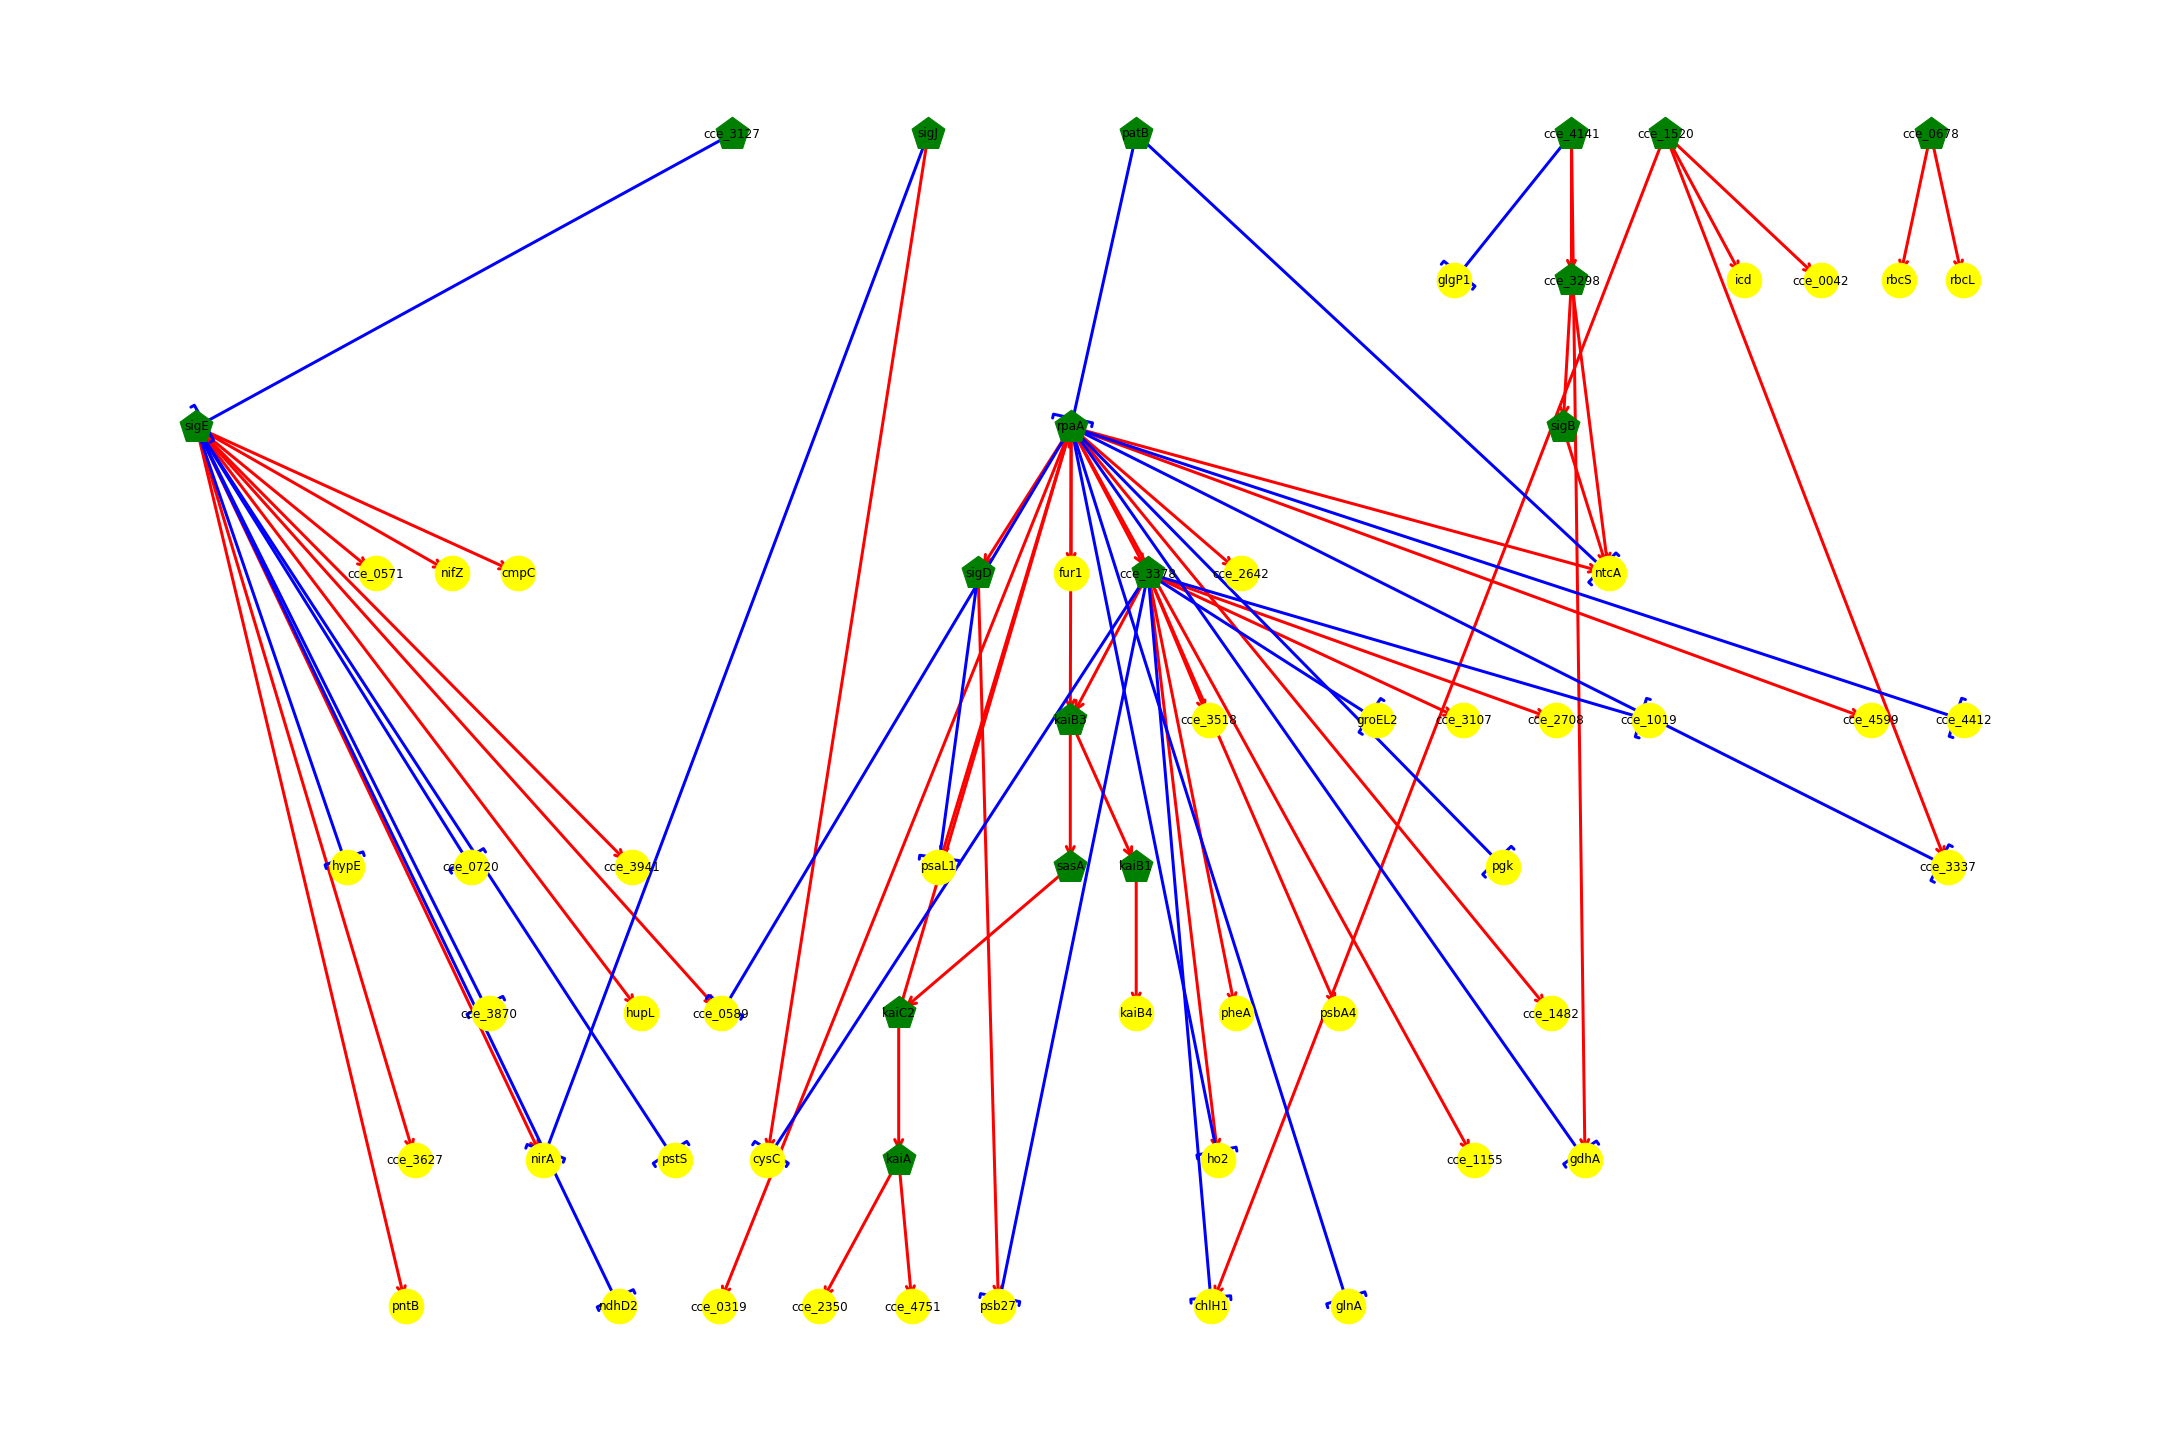 cce_3127
sigJ
patB
cce_4141
cce_1520
cce_0678
glgP1
cce_3298
icd
cce_0042
rbcS
rbcL
sigE
rpaA
sigB
cce_0571
nifZ
cmpC
sigD
fur1
cce_3378
cce_2642
ntcA
kaiB3
cce_3518
groEL2
cce_3107
cce_2708
cce_1019
cce_4599
cce_4412
hypE
cce_0720
cce_3941
psaL1
sasA
kaiB1
pgk
cce_3337
cce_3870
hupL
cce_0589
kaiC2
kaiB4
pheA
psbA4
cce_1482
cce_3627
nirA
pstS
cysC
kaiA
ho2
cce_1155
gdhA
pntB
ndhD2
cce_0319
cce_2350
cce_4751
psb27
chlH1
glnA